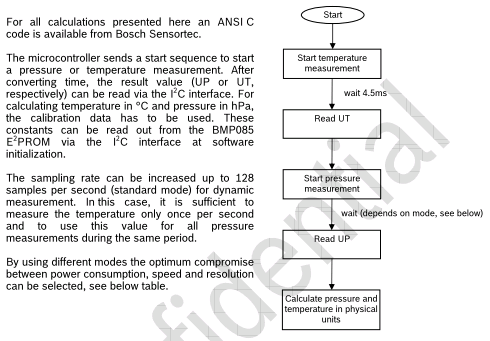 For all calculations presented here an ANSI C
code is available from Bosch Sensortec.
The microcontroller sends a start sequence to start
a pressure or temperature measurement. After
converting time, the result value (UP or UT,
respectively) can be read via the I²C interface. For
calculating temperature in °C and pressure in hPa,
the calibration data has to be used. These
constants can be read out from the BMP085
E²PROM via the I²C interface at software
initialization.
The sampling rate can be increased up to 128
samples per second (standard mode) for dynamic
measurement. In this case, it is sufficient to
measure the temperature only once per second
and to use this value for all pressure
measurements during the same period.
By using different modes the optimum compromise
between power consumption, speed and resolution
can be selected, see below table.
Start
Start temperature
measurement
wait 4.5ms
Read UT
Start pressure
measurement
wait (depends on mode, see below)
Read UP
Calculate pressure and
temperature in physical
units
fidential